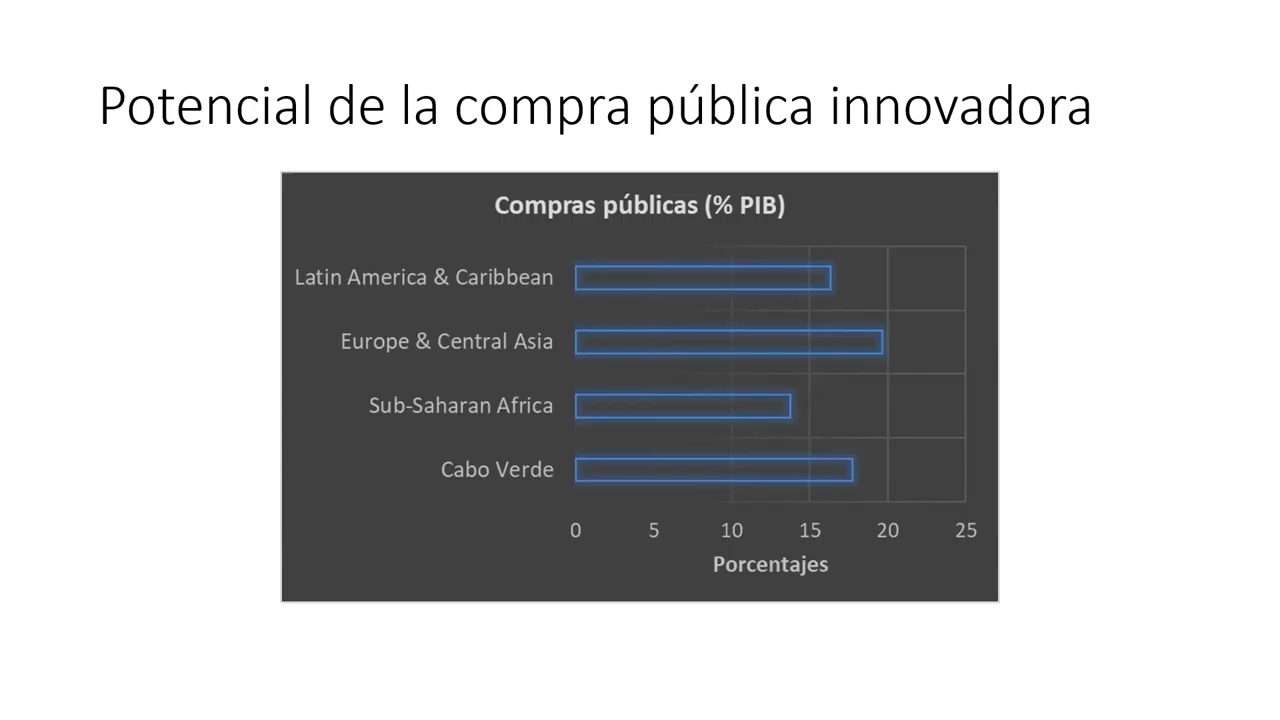 Potencial de la compra pública innovadora
Compras públicas (% PIB)
Latin America & Caribbean
Europe & Central Asia
Sub-Saharan Africa
Cabo Verde
0 5 10 15 20 25
Porcentajes